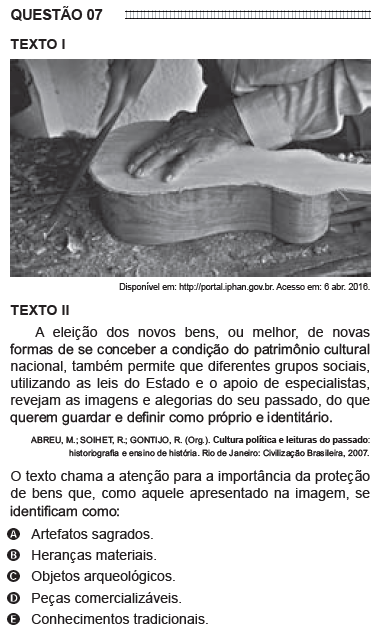 QUESTÃO 07
TEXTO I
Disponível em: http://portal.iphan.gov.br. Acesso em: 6 abr. 2016.
TEXTO II
A eleição dos novos bens, ou melhor, de novas
formas de se conceber a condição do patrimônio cultural
nacional, também permite que diferentes grupos sociais,
utilizando as leis do Estado e o apoio de especialistas,
revejam as imagens e alegorias do seu passado, do que
querem guardar e definir como próprio e identitário.
ABREU, M.; SOIHET, R.; GONTIJO, R. (Org.). Cultura política e leituras do passado:
historiografia e ensino de história. Rio de Janeiro: Civilização Brasileira, 2007.
O texto chama a atenção para a importância da proteção
de bens que, como aquele apresentado na imagem, se
identificam como:
A Artefatos sagrados.
B Heranças materiais.
C Objetos arqueológicos.
D Peças comercializáveis.
E Conhecimentos tradicionais.